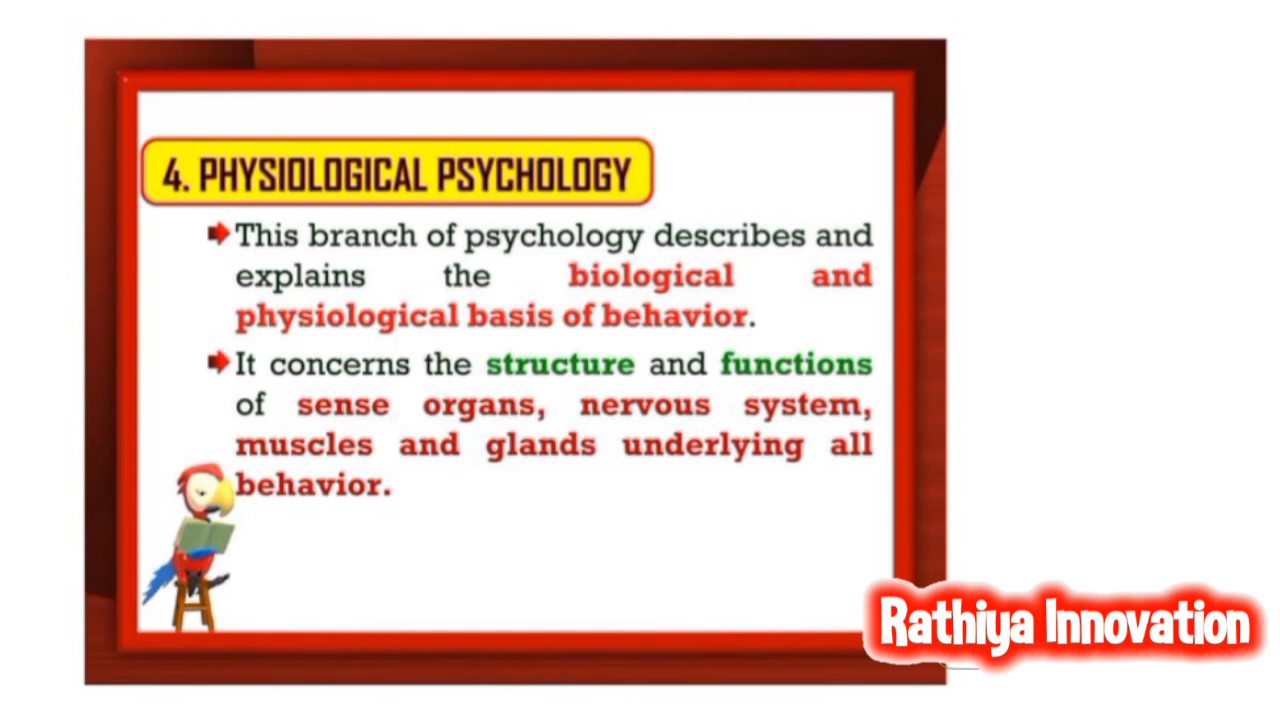 4. PHYSIOLOGICAL PSYCHOLOGY
This branch of psychology describes and
explains the biological and
physiological basis of behavior.
It concerns the structure and functions
of sense organs, nervous system,
muscles and glands underlying all
behavior.
Rathiya Innovation